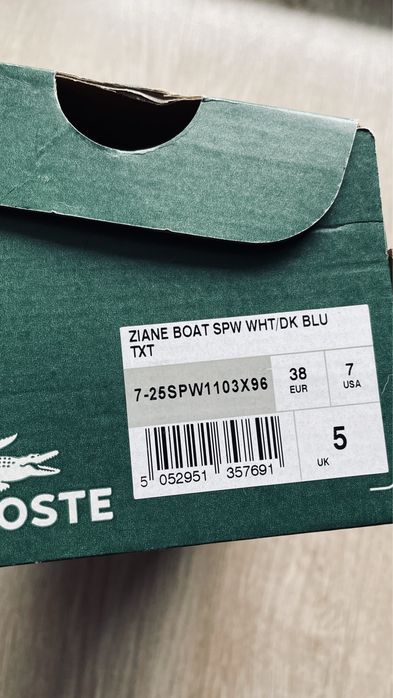 ZIANE BOAT SPW WHT/DK BLU
TXT
7-25SPW1103X96
38
EUR
7
USA
5 052951 357691
5
UK
OSTE